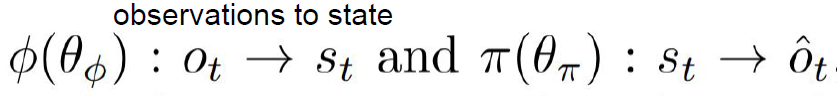 observations to state
ϕ(θ_ϕ) : o_t → s_t and π(θ_π) : s_t → ô_t.